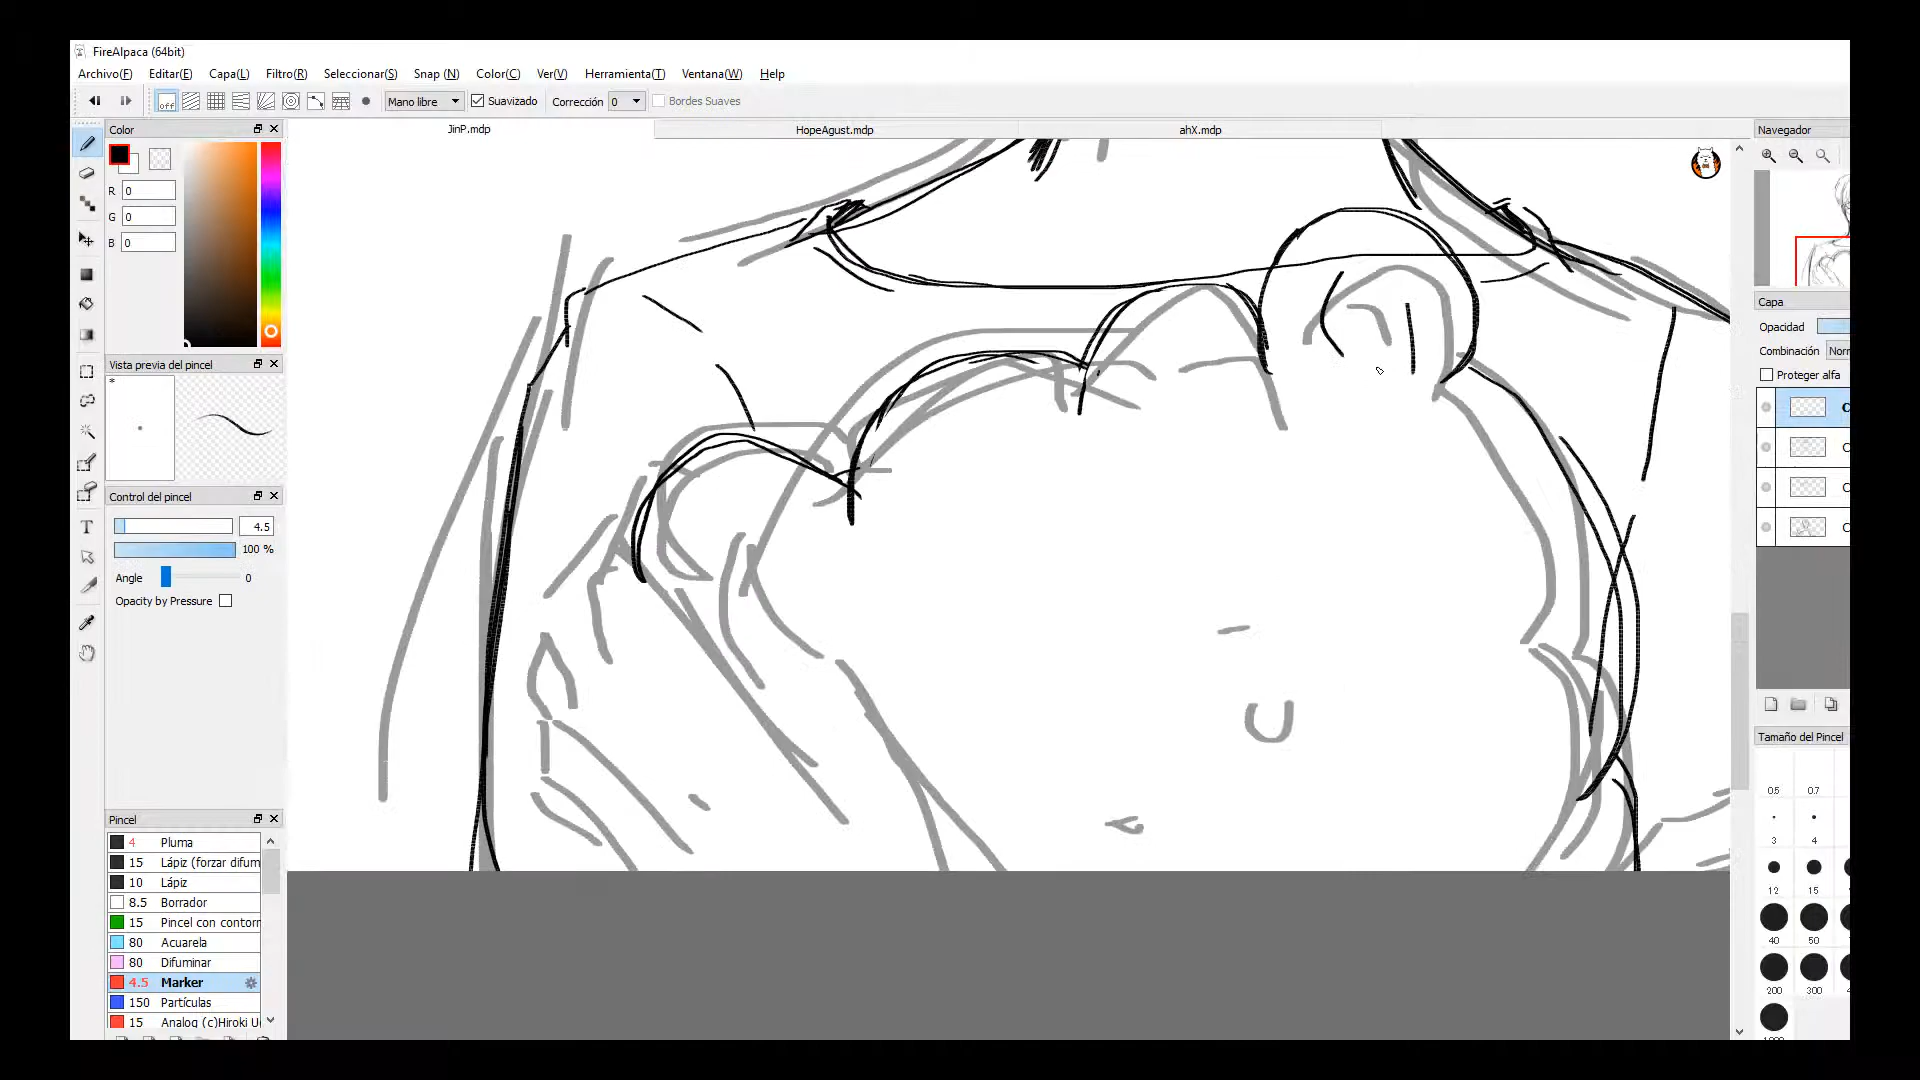 FireAlpaca (64bit)
Archivo(F) Editar(E) Capa(L) Filtro(R) Seleccionar(S) Snap (N) Color(C) Ver(V) Herramienta(T) Ventana(W) Help
off Mano libre Suavizado Corrección 0 Bordes Suaves
Color
JinP.mdp HopeAgust.mdp ahX.mdp
Navegador
R 0
G 0
B 0
Capa
Opacidad
Combinación Norr
Proteger alfa
Vista previa del pincel
*
Control del pincel
4.5
100 %
Angle 0
Opacity by Pressure
Tamaño del Pincel
0.5 0.7
3 4
12 15
40 50
200 300
Pincel
4 Pluma
15 Lápiz (forzar difum
10 Lápiz
8.5 Borrador
15 Pincel con contorn
80 Acuarela
80 Difuminar
4.5 Marker
150 Partículas
15 Analog (c)Hiroki U